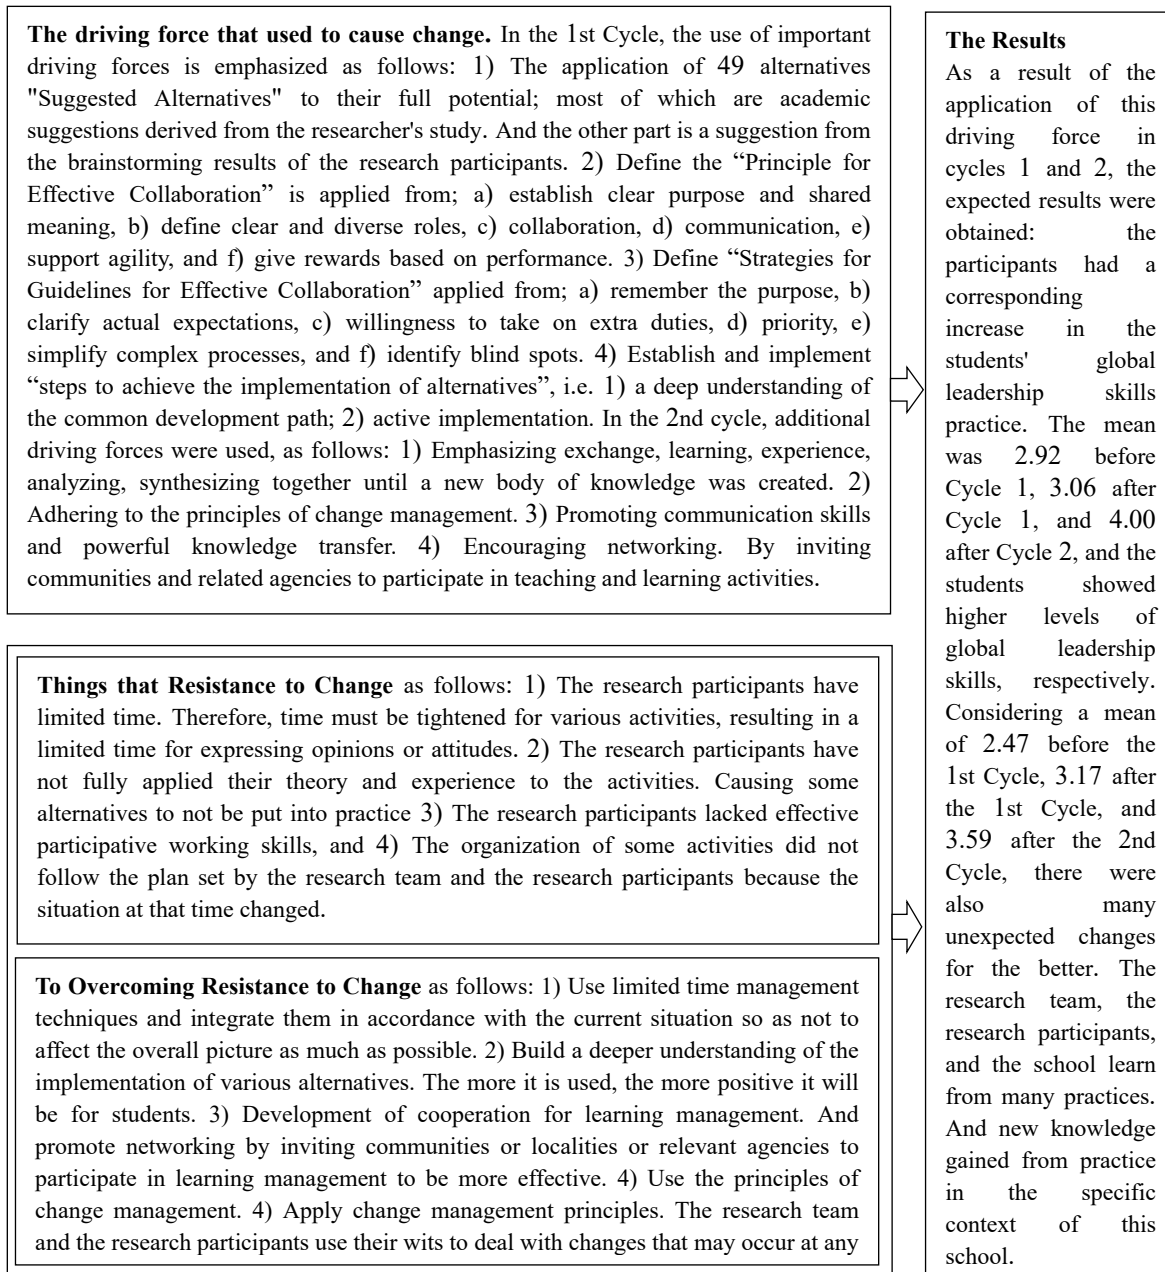 The driving force that used to cause change. In the 1st Cycle, the use of important
driving forces is emphasized as follows: 1) The application of 49 alternatives
"Suggested Alternatives" to their full potential; most of which are academic
suggestions derived from the researcher's study. And the other part is a suggestion from
the brainstorming results of the research participants. 2) Define the “Principle for
Effective Collaboration” is applied from; a) establish clear purpose and shared
meaning, b) define clear and diverse roles, c) collaboration, d) communication, e)
support agility, and f) give rewards based on performance. 3) Define “Strategies for
Guidelines for Effective Collaboration” applied from; a) remember the purpose, b)
clarify actual expectations, c) willingness to take on extra duties, d) priority, e)
simplify complex processes, and f) identify blind spots. 4) Establish and implement
“steps to achieve the implementation of alternatives”, i.e. 1) a deep understanding of
the common development path; 2) active implementation. In the 2nd cycle, additional
driving forces were used, as follows: 1) Emphasizing exchange, learning, experience,
analyzing, synthesizing together until a new body of knowledge was created. 2)
Adhering to the principles of change management. 3) Promoting communication skills
and powerful knowledge transfer. 4) Encouraging networking. By inviting
communities and related agencies to participate in teaching and learning activities.
Things that Resistance to Change as follows: 1) The research participants have
limited time. Therefore, time must be tightened for various activities, resulting in a
limited time for expressing opinions or attitudes. 2) The research participants have
not fully applied their theory and experience to the activities. Causing some
alternatives to not be put into practice 3) The research participants lacked effective
participative working skills, and 4) The organization of some activities did not
follow the plan set by the research team and the research participants because the
situation at that time changed.
To Overcoming Resistance to Change as follows: 1) Use limited time management
techniques and integrate them in accordance with the current situation so as not to
affect the overall picture as much as possible. 2) Build a deeper understanding of the
implementation of various alternatives. The more it is used, the more positive it will
be for students. 3) Development of cooperation for learning management. And
promote networking by inviting communities or localities or relevant agencies to
participate in learning management to be more effective. 4) Use the principles of
change management. 4) Apply change management principles. The research team
and the research participants use their wits to deal with changes that may occur at any
The Results
As a result of the
application of this
driving force in
cycles 1 and 2, the
expected results were
obtained: the
participants had a
corresponding
increase in the
students' global
leadership skills
practice. The mean
was 2.92 before
Cycle 1, 3.06 after
Cycle 1, and 4.00
after Cycle 2, and the
students showed
higher levels of
global leadership
skills, respectively.
Considering a mean
of 2.47 before the
1st Cycle, 3.17 after
the 1st Cycle, and
3.59 after the 2nd
Cycle, there were
also many
unexpected changes
for the better. The
research team, the
research participants,
and the school learn
from many practices.
And new knowledge
gained from practice
in the specific
context of this
school.